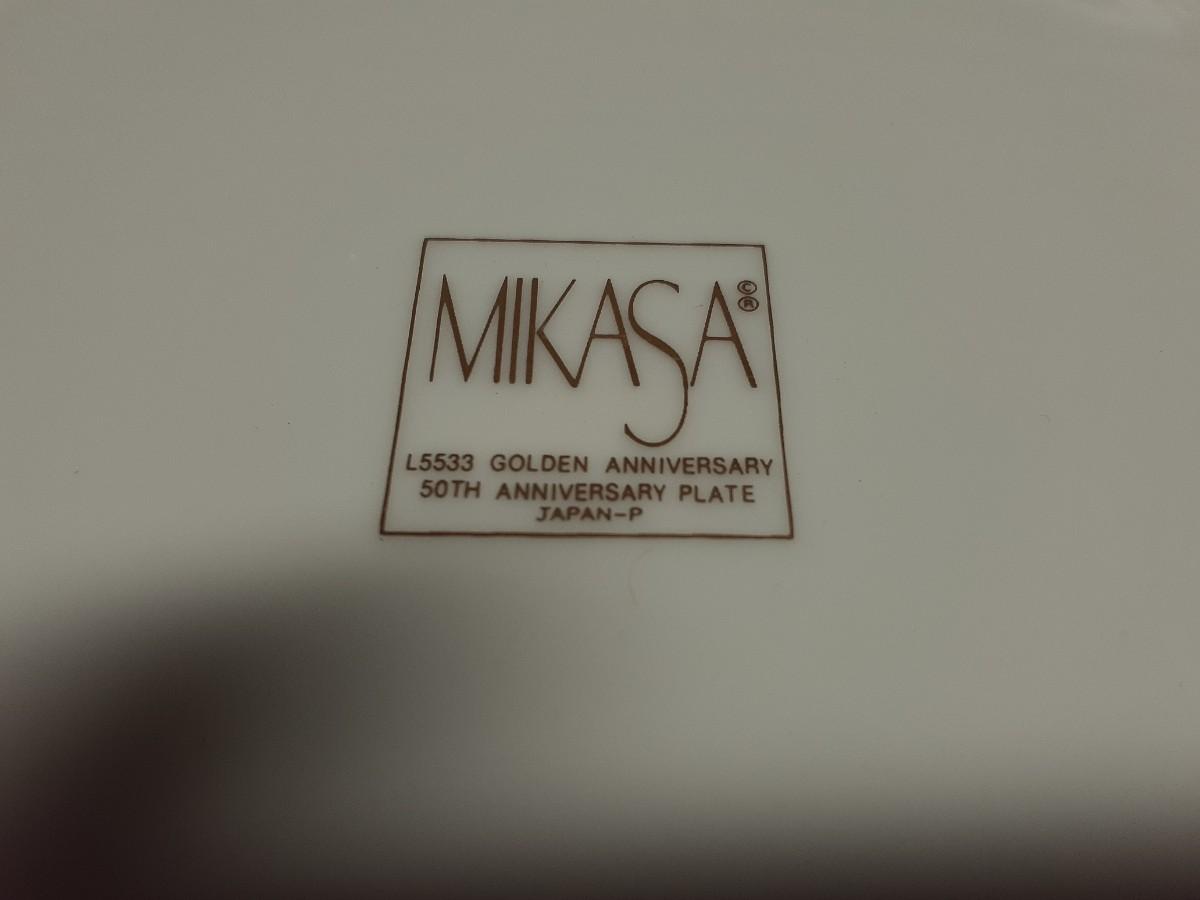 MIKASA ©
®
L5533 GOLDEN ANNIVERSARY
50TH ANNIVERSARY PLATE
JAPAN-P